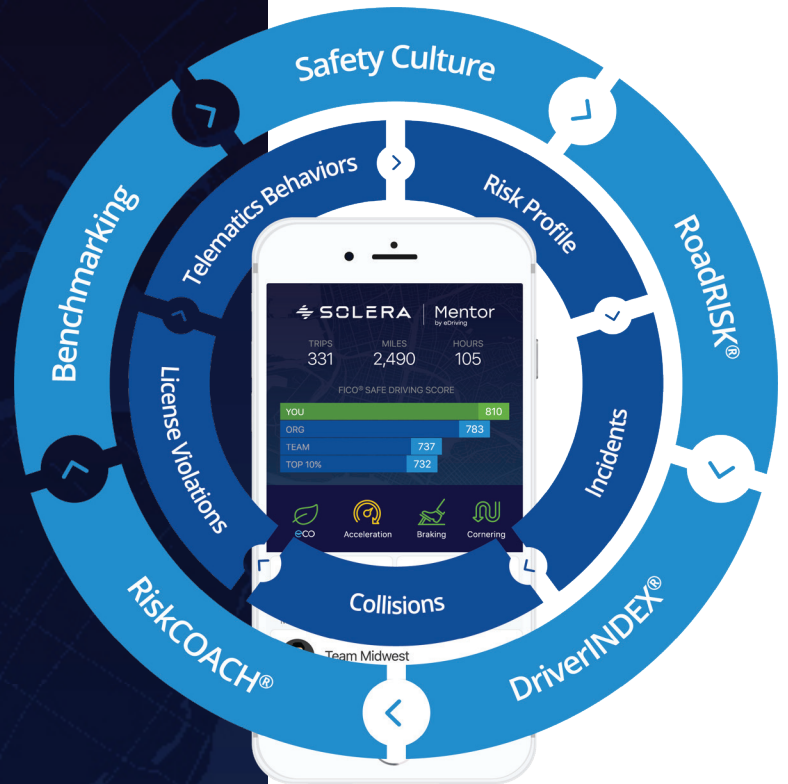 Safety Culture
RoadRISK®
DriverINDEX®
RiskCOACH®
Benchmarking
Telematics Behaviors
Risk Profile
Incidents
Collisions
License Violations
SOLERA
Mentor
by eDriving
TRIPS
331
MILES
2,490
HOURS
105
FICO® SAFE DRIVING SCORE
YOU 810
ORG 783
TEAM 737
TOP 10% 732
eCO
Acceleration
Braking
Cornering
Team Midwest